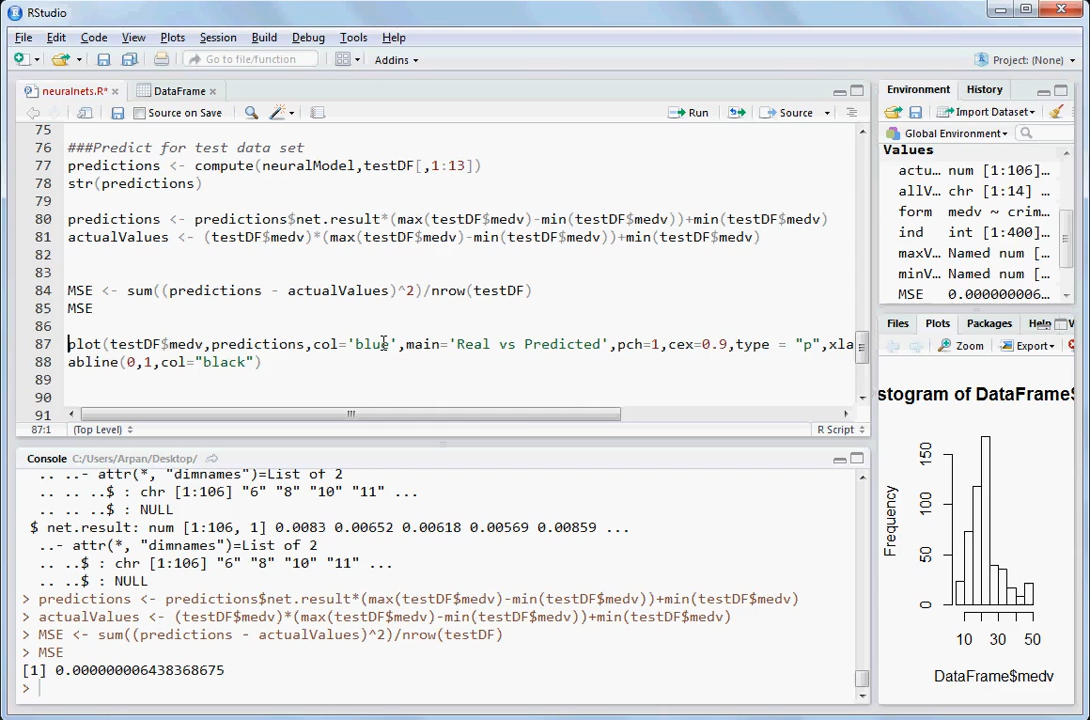 RStudio
File Edit View Plots Session Build Debug Tools Help
Go to file/function Addins Project: (None)
neuralnets.R* DataFrame
Source on Save Run Source
75
76 ###Predict for test data set
77 predictions <- compute(neuralModel,testDF[,1:13])
78 str(predictions)
79
80 predictions <- predictions$net.result*(max(testDF$medv)-min(testDF$medv))+min(testDF$medv)
81 actualValues <- (testDF$medv)*(max(testDF$medv)-min(testDF$medv))+min(testDF$medv)
82
83
84 MSE <- sum((predictions - actualValues)^2)/nrow(testDF)
85 MSE
86
87 plot(testDF$medv,predictions,col='blue',main='Real vs Predicted',pch=1,cex=0.9,type = "p",xla
88 abline(0,1,col="black")
89
90
91
87:1 (Top Level) R Script
Console C:/Users/Arpan/Desktop/
.. ..- attr(*, "dimnames")=List of 2
.. .. ..$ : chr [1:106] "6" "8" "10" "11" ...
.. .. ..$ : NULL
$ net.result: num [1:106, 1] 0.0083 0.00652 0.00618 0.00569 0.00859 ...
..- attr(*, "dimnames")=List of 2
.. ..$ : chr [1:106] "6" "8" "10" "11" ...
.. ..$ : NULL
> predictions <- predictions$net.result*(max(testDF$medv)-min(testDF$medv))+min(testDF$medv)
> actualValues <- (testDF$medv)*(max(testDF$medv)-min(testDF$medv))+min(testDF$medv)
> MSE <- sum((predictions - actualValues)^2)/nrow(testDF)
> MSE
[1] 0.000000006438368675
>
Environment History
Import Dataset
Global Environment
Values
actu… num [1:106]…
allV… chr [1:14] …
form medv ~ crim…
ind int [1:400]…
maxV… Named num […
minV… Named num […
MSE 0.0000000064…
Files Plots Packages Help
Zoom Export
stogram of DataFrame$
Frequency
150
100
50
0
10 30 50
DataFrame$medv